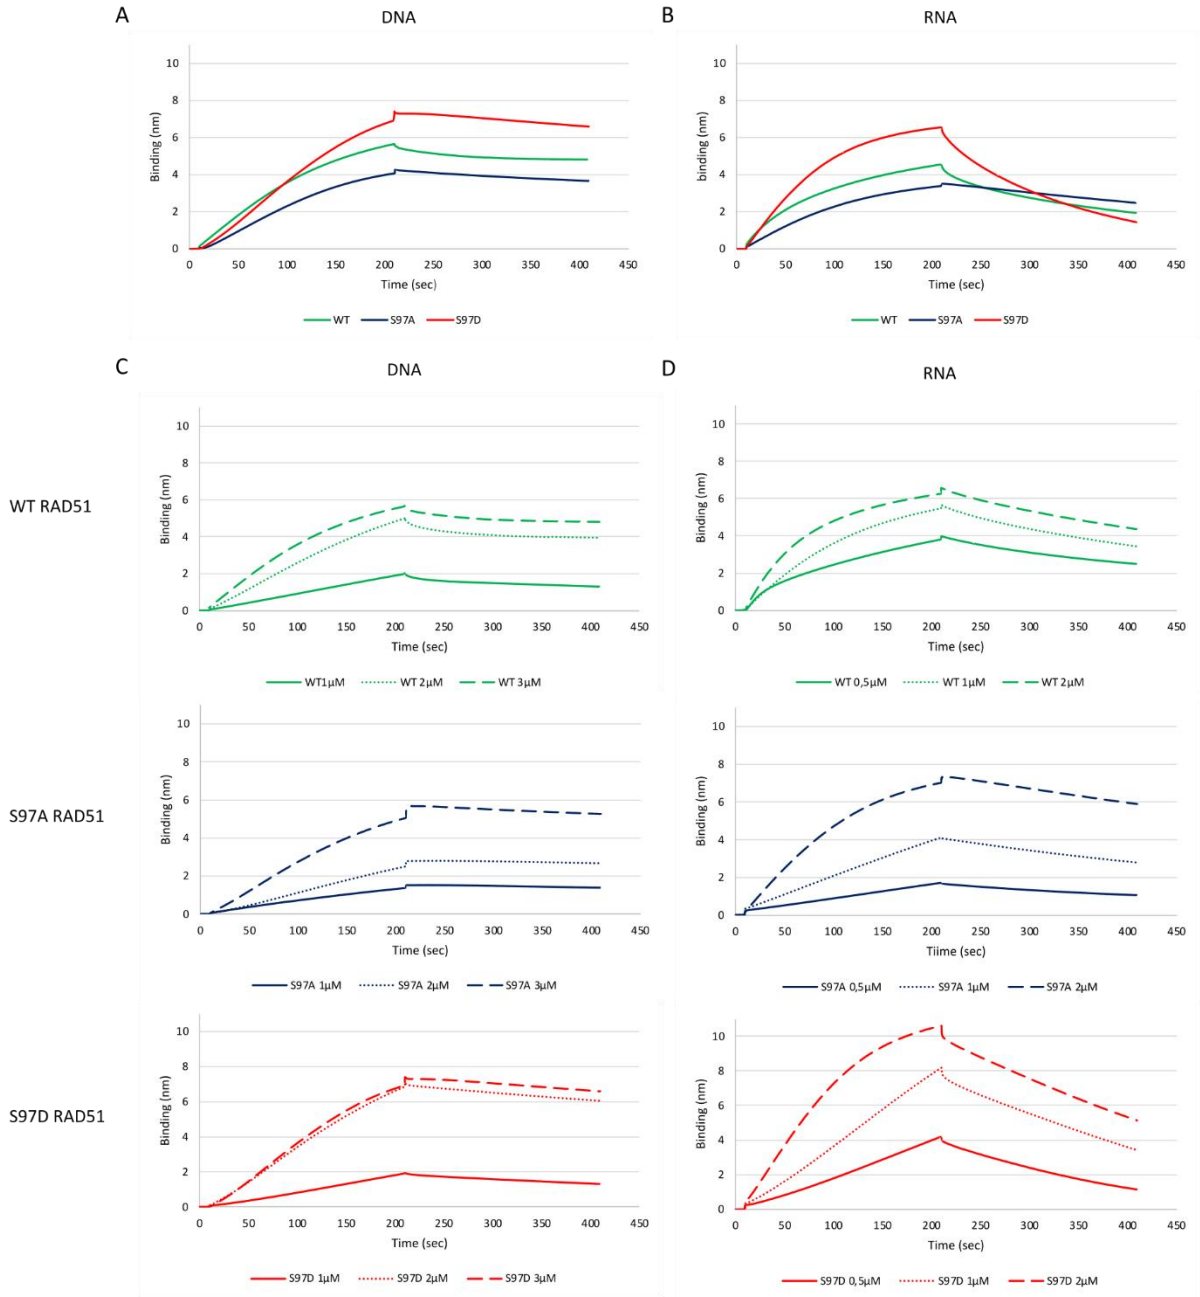 A
DNA
B
RNA
Binding (nm)
10
8
6
4
2
0
0 50 100 150 200 250 300 350 400 450
Time (sec)
WT S97A S97D
binding (nm)
10
8
6
4
2
0
0 50 100 150 200 250 300 350 400 450
Time (sec)
WT S97A S97D
C
DNA
D
RNA
WT RAD51
Binding (nm)
10
8
6
4
2
0
0 50 100 150 200 250 300 350 400 450
Time (sec)
WT1µM WT 2µM WT 3µM
Binding (nm)
10
8
6
4
2
0
0 50 100 150 200 250 300 350 400 450
Time (sec)
WT 0,5µM WT 1µM WT 2µM
S97A RAD51
Binding (nm)
10
8
6
4
2
0
0 50 100 150 200 250 300 350 400 450
Time (sec)
S97A 1µM S97A 2µM S97A 3µM
Binding (nm)
10
8
6
4
2
0
0 50 100 150 200 250 300 350 400 450
Tiime (sec)
S97A 0,5µM S97A 1µM S97A 2µM
S97D RAD51
Binding (nm)
10
8
6
4
2
0
0 50 100 150 200 250 300 350 400 450
Time (sec)
S97D 1µM S97D 2µM S97D 3µM
Binding (nm)
10
8
6
4
2
0
0 50 100 150 200 250 300 350 400 450
Time (sec)
S97D 0,5µM S97D 1µM S97D 2µM